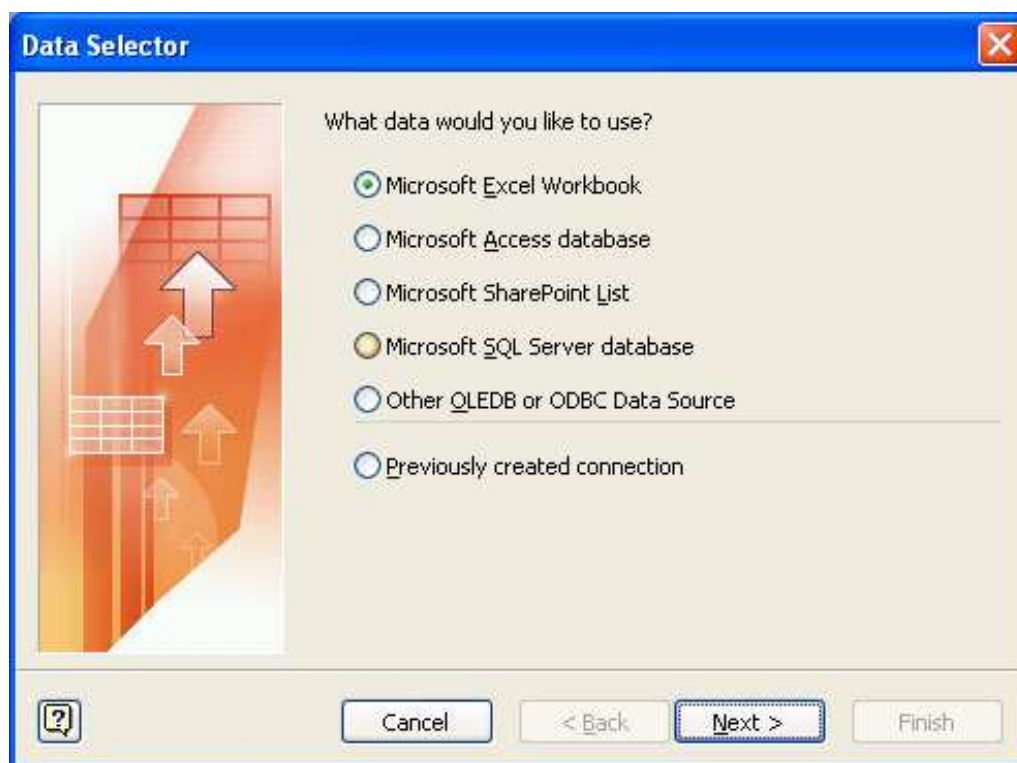 Data Selector
What data would you like to use?
Microsoft Excel Workbook
Microsoft Access database
Microsoft SharePoint List
Microsoft SQL Server database
Other OLEDB or ODBC Data Source
Previously created connection
Cancel
< Back
Next >
Finish